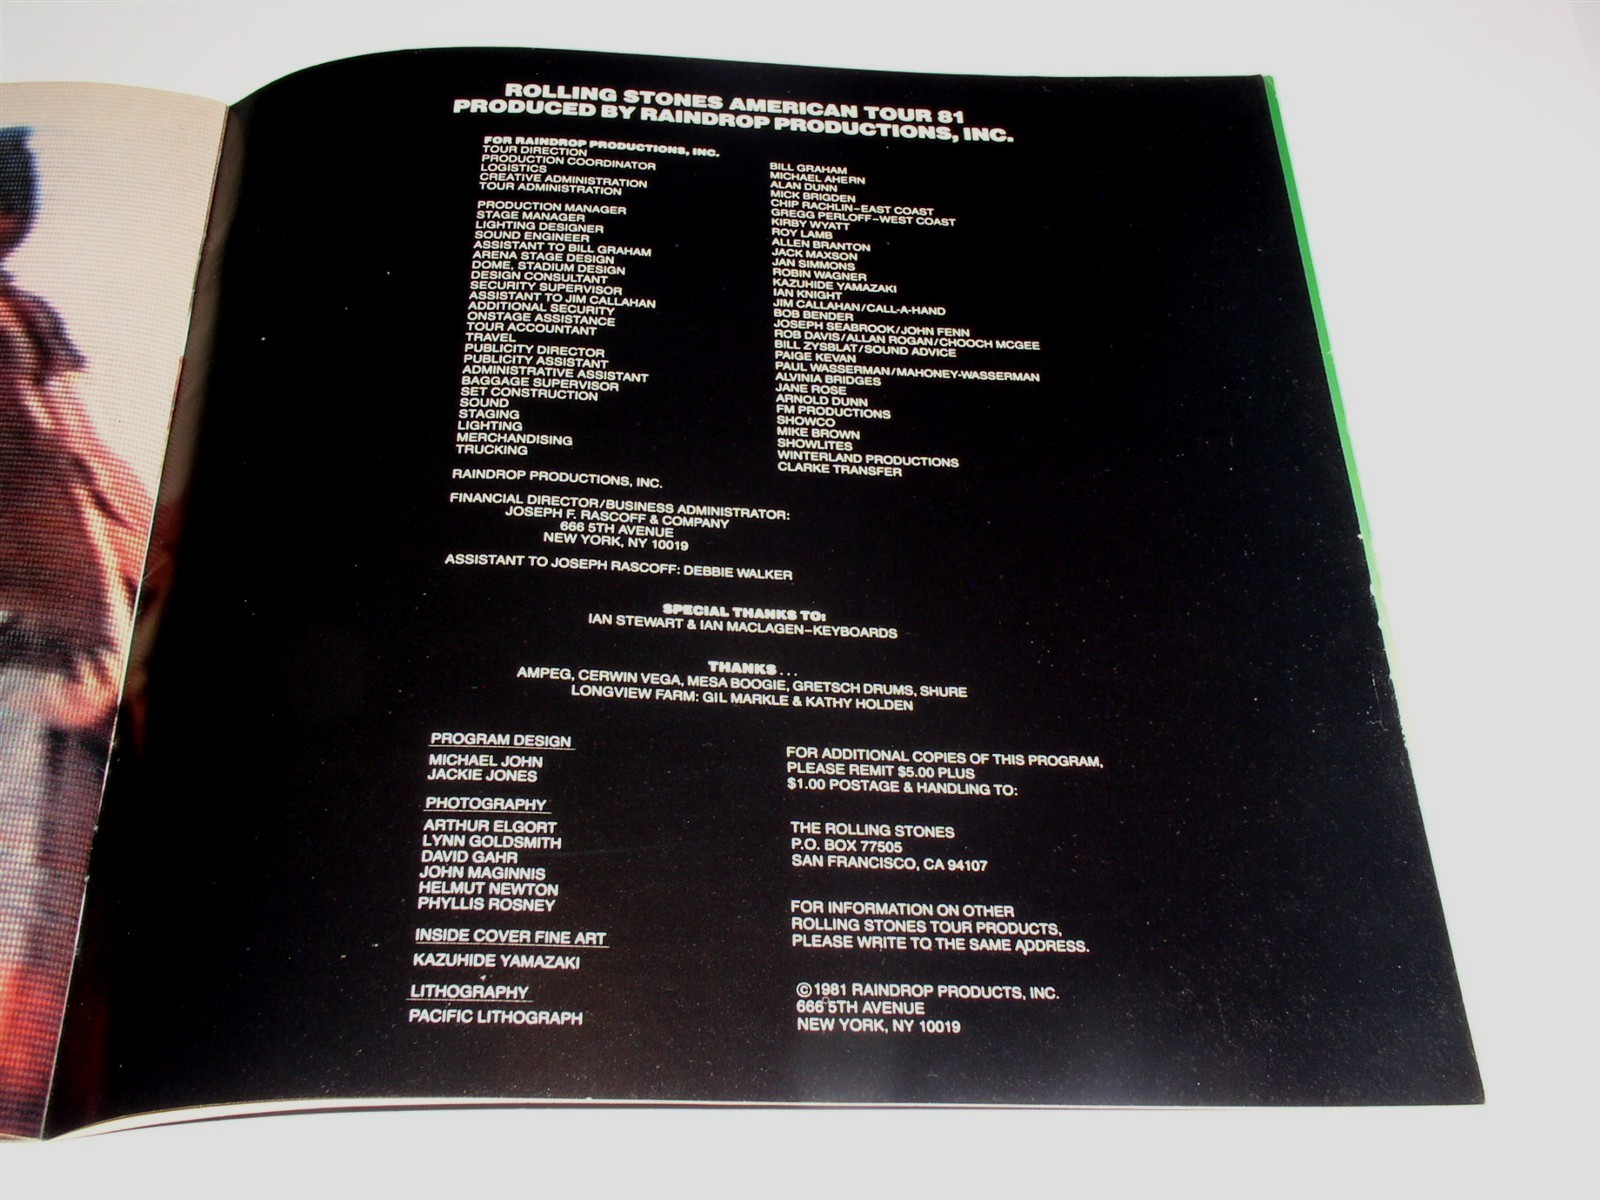 ROLLING STONES AMERICAN TOUR 81
PRODUCED BY RAINDROP PRODUCTIONS, INC.
FOR RAINDROP PRODUCTIONS, INC.
TOUR DIRECTION BILL GRAHAM
PRODUCTION COORDINATOR MICHAEL AHERN
LOGISTICS ALAN DUNN
CREATIVE ADMINISTRATION MICK BRIGDEN
TOUR ADMINISTRATION CHIP RACHLIN–EAST COAST
GREGG PERLOFF–WEST COAST
PRODUCTION MANAGER KIRBY WYATT
STAGE MANAGER ROY LAMB
LIGHTING DESIGNER ALLEN BRANTON
SOUND ENGINEER JACK MAXSON
ASSISTANT TO BILL GRAHAM JAN SIMMONS
ARENA STAGE DESIGN ROBIN WAGNER
DOME, STADIUM DESIGN KAZUHIDE YAMAZAKI
DESIGN CONSULTANT IAN KNIGHT
SECURITY SUPERVISOR JIM CALLAHAN/CALL-A-HAND
ASSISTANT TO JIM CALLAHAN BOB BENDER
ADDITIONAL SECURITY JOSEPH SEABROOK/JOHN FENN
ONSTAGE ASSISTANCE ROB DAVIS/ALLAN ROGAN/CHOOCH MCGEE
TOUR ACCOUNTANT BILL ZYSBLAT/SOUND ADVICE
TRAVEL PAIGE KEVAN
PUBLICITY DIRECTOR PAUL WASSERMAN/MAHONEY-WASSERMAN
PUBLICITY ASSISTANT ALVINIA BRIDGES
ADMINISTRATIVE ASSISTANT JANE ROSE
BAGGAGE SUPERVISOR ARNOLD DUNN
SET CONSTRUCTION FM PRODUCTIONS
SOUND SHOWCO
STAGING MIKE BROWN
LIGHTING SHOWLITES
MERCHANDISING WINTERLAND PRODUCTIONS
TRUCKING CLARKE TRANSFER
RAINDROP PRODUCTIONS, INC.
FINANCIAL DIRECTOR/BUSINESS ADMINISTRATOR:
JOSEPH F. RASCOFF & COMPANY
666 5TH AVENUE
NEW YORK, NY 10019
ASSISTANT TO JOSEPH RASCOFF: DEBBIE WALKER
SPECIAL THANKS TO:
IAN STEWART & IAN MACLAGEN–KEYBOARDS
THANKS...
AMPEG, CERWIN VEGA, MESA BOOGIE, GRETSCH DRUMS, SHURE
LONGVIEW FARM: GIL MARKLE & KATHY HOLDEN
PROGRAM DESIGN
MICHAEL JOHN
JACKIE JONES
PHOTOGRAPHY
ARTHUR ELGORT
LYNN GOLDSMITH
DAVID GAHR
JOHN MAGINNIS
HELMUT NEWTON
PHYLLIS ROSNEY
INSIDE COVER FINE ART
KAZUHIDE YAMAZAKI
LITHOGRAPHY
PACIFIC LITHOGRAPH
FOR ADDITIONAL COPIES OF THIS PROGRAM,
PLEASE REMIT $5.00 PLUS
$1.00 POSTAGE & HANDLING TO:
THE ROLLING STONES
P.O. BOX 77505
SAN FRANCISCO, CA 94107
FOR INFORMATION ON OTHER
ROLLING STONES TOUR PRODUCTS,
PLEASE WRITE TO THE SAME ADDRESS.
©1981 RAINDROP PRODUCTS, INC.
666 5TH AVENUE
NEW YORK, NY 10019